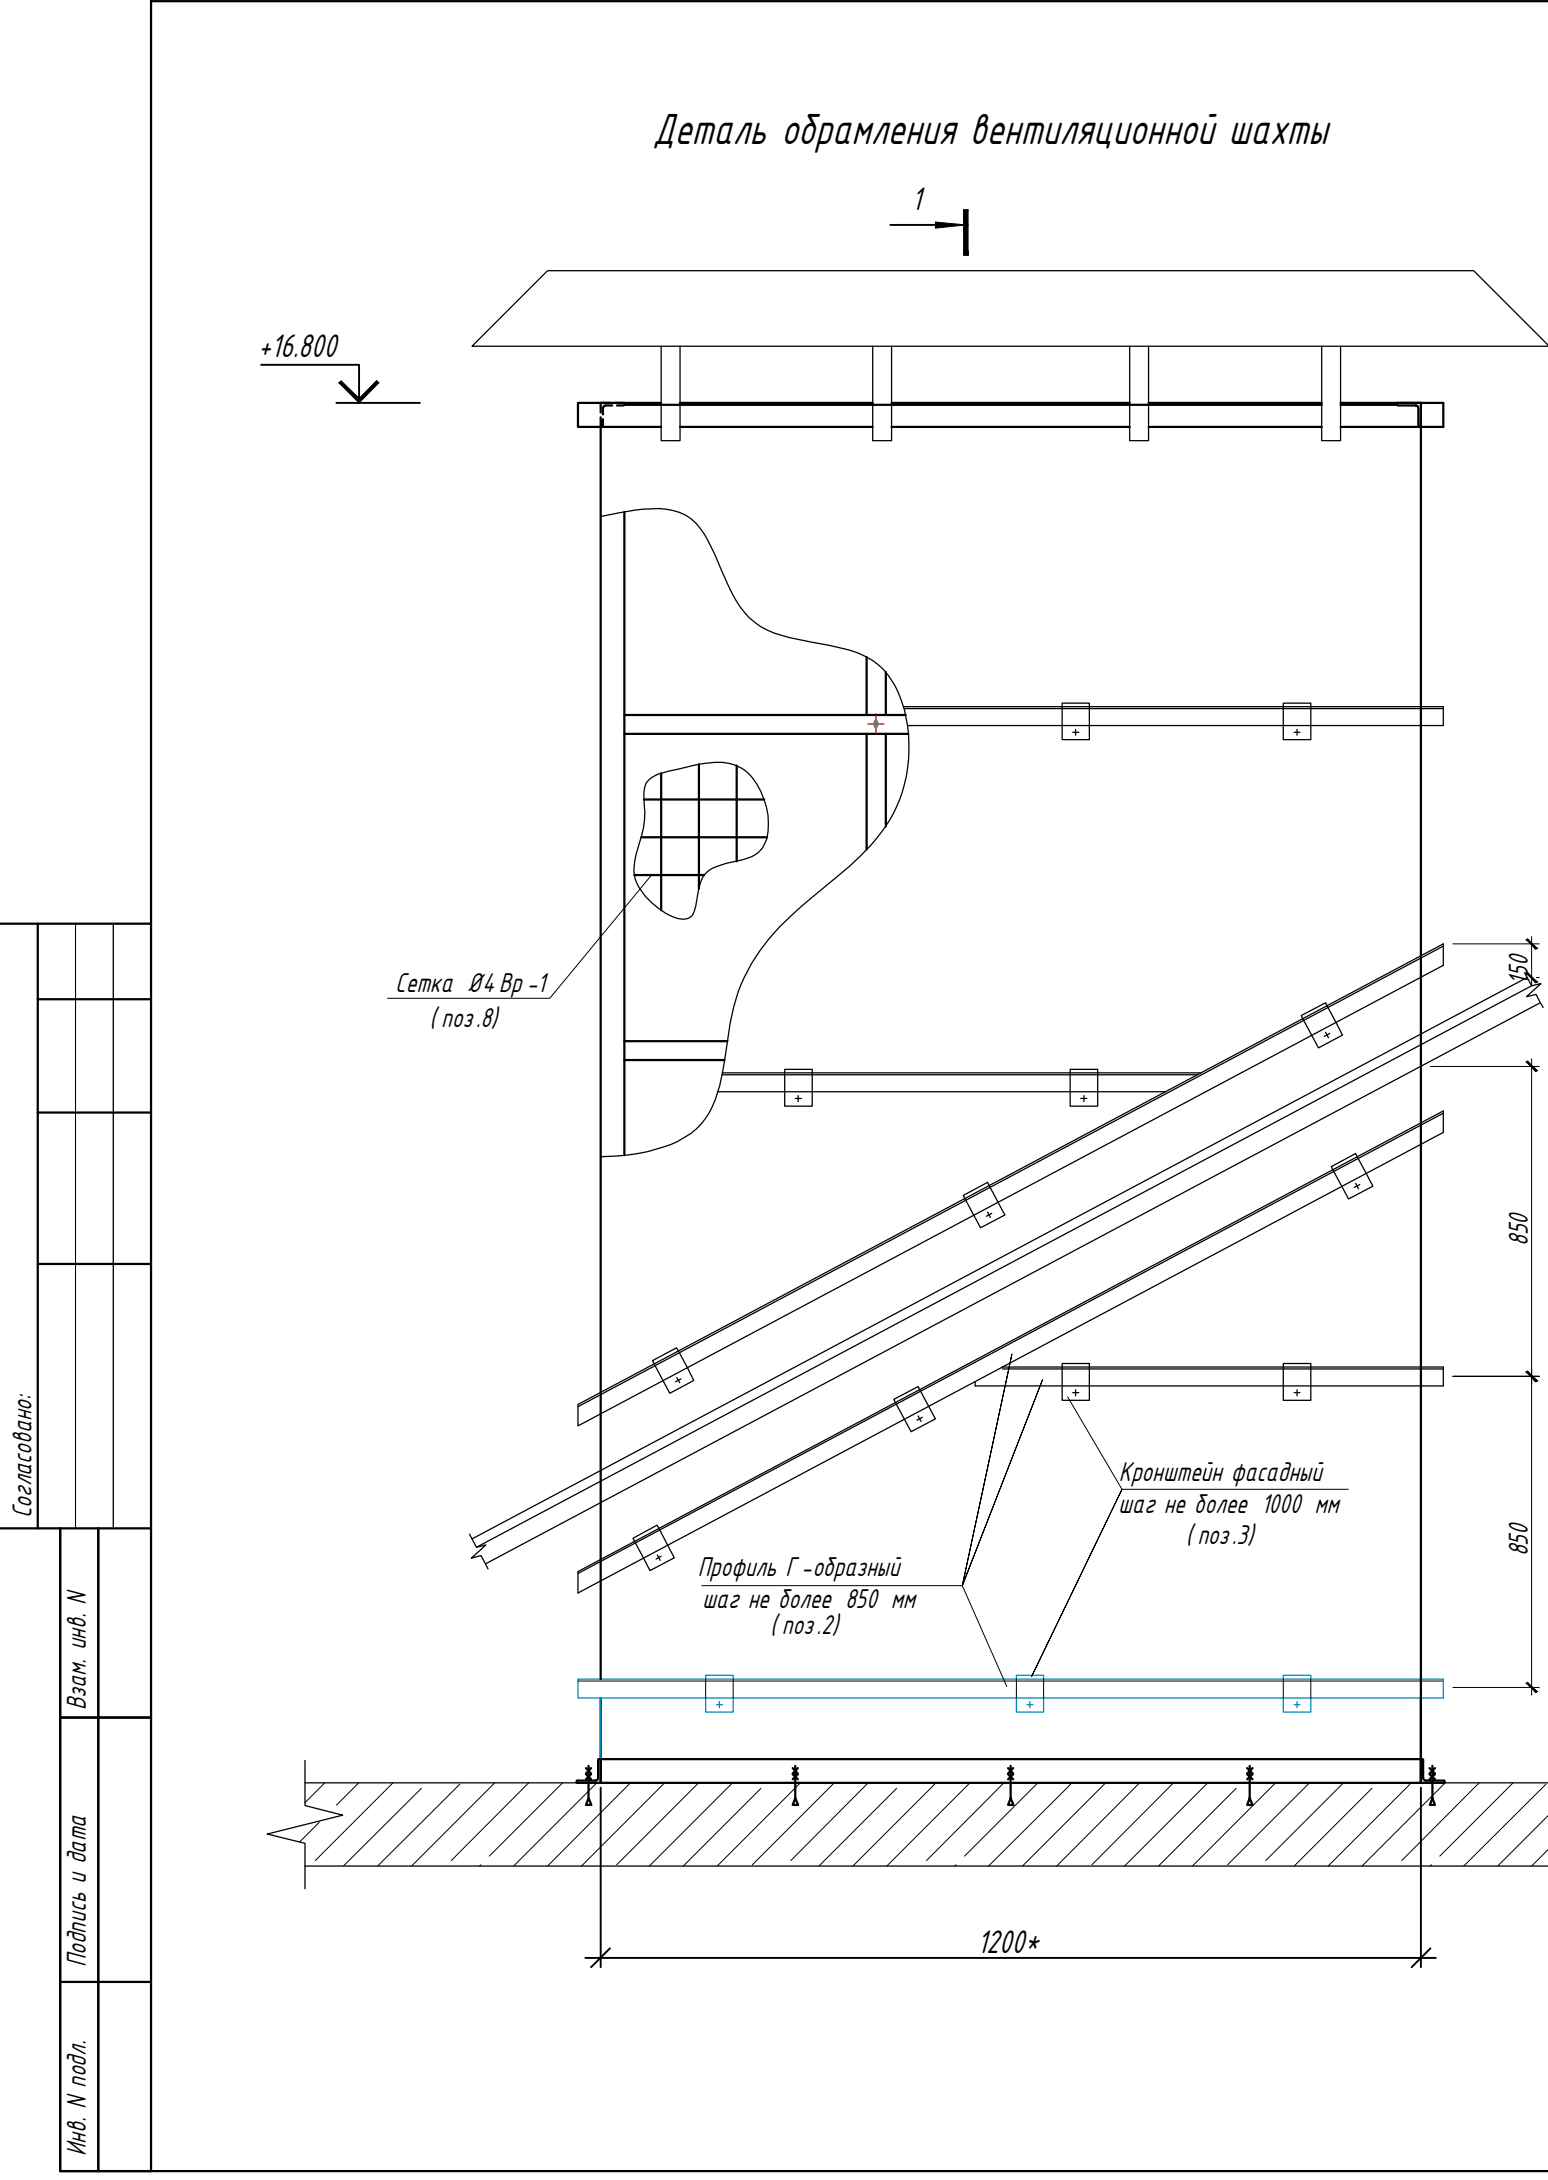 Деталь обрамления вентиляционной шахты
1
+16.800
Сетка Ø4 Вр-1
(поз.8)
150
850
850
Кронштейн фасадный
шаг не более 1000 мм
(поз.3)
Профиль Г-образный
шаг не более 850 мм
(поз.2)
1200*
Согласовано:
Взам. инв. N
Подпись и дата
Инв. N подл.